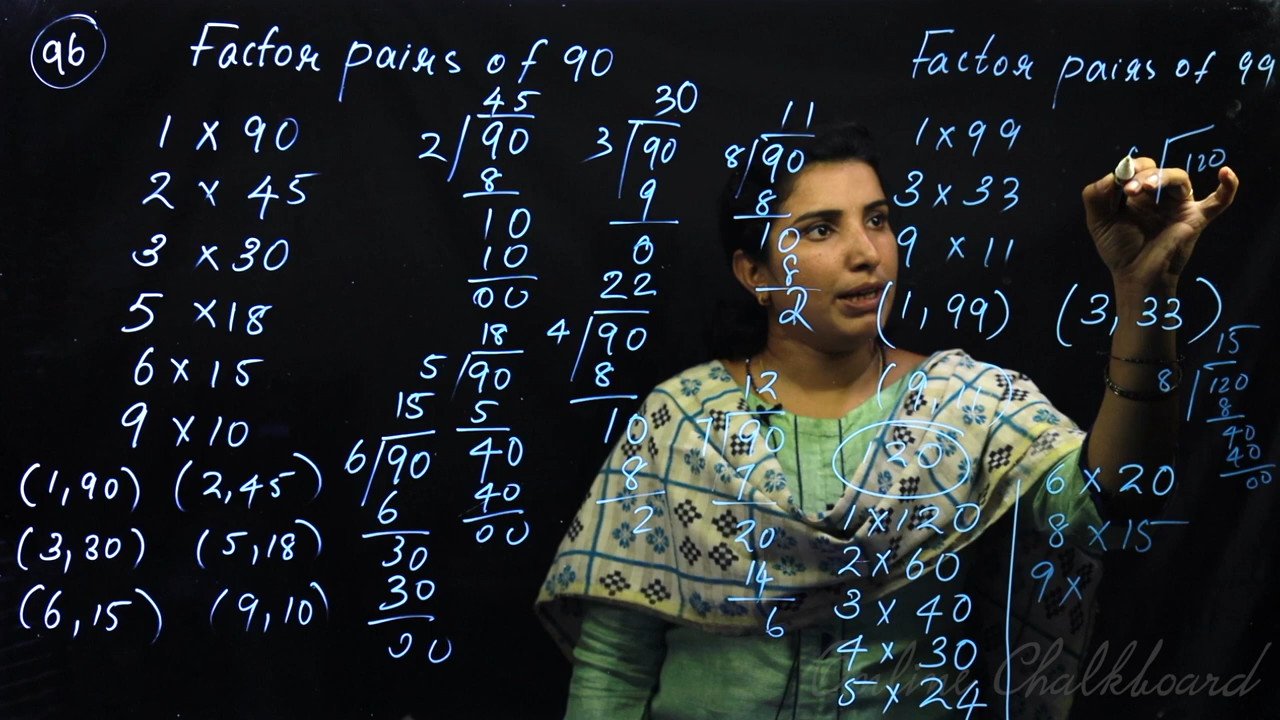 96
Factor pairs of 90
1 x 90
2 x 45
3 x 30
5 x 18
6 x 15
9 x 10
(1,90) (2,45)
(3,30) (5,18)
(6,15) (9,10)
45
2 90
8
10
10
00
30
3 90
9
0
11
8 90
8
10
8
2
18
5 90
5
40
40
00
22
4 90
8
10
8
2
15
6 90
6
30
30
00
12
7 90
7
20
14
6
Factor pairs of 99
1 x 99
3 x 33
9 x 11
(1, 99) (3, 33)
(9, 11)
120
120
1 x 120
2 x 60
3 x 40
4 x 30
5 x 24
6 x 20
8 x 15
9 x
15
8 120
8
40
40
00
Online Chalkboard